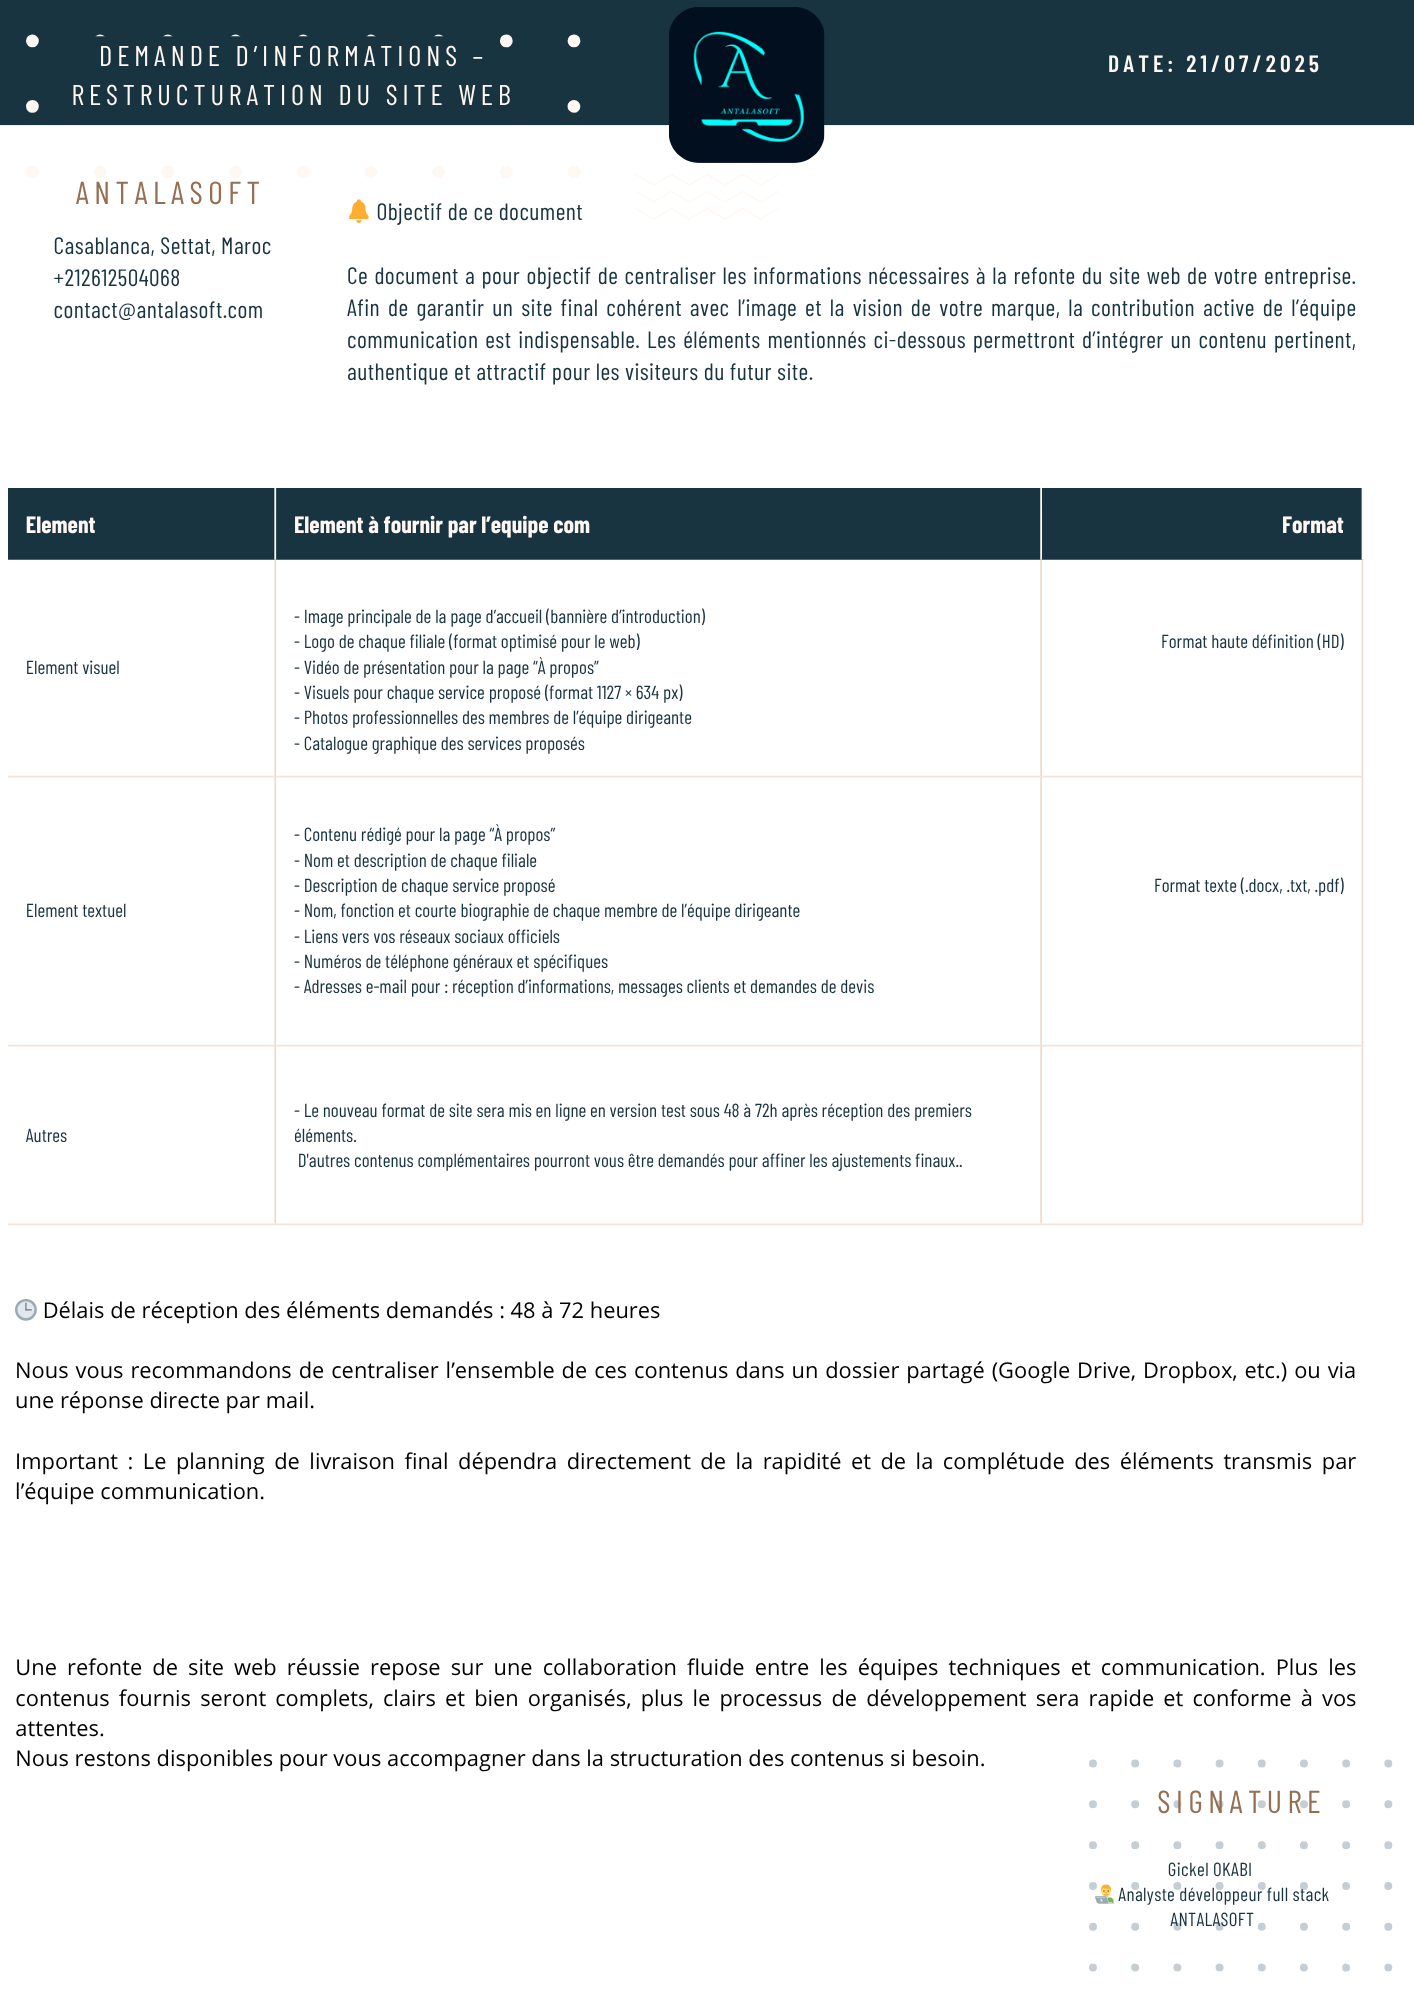 DEMANDE D’INFORMATIONS –
RESTRUCTURATION DU SITE WEB
A
ANTALASOFT
DATE: 21/07/2025
ANTALASOFT
Casablanca, Settat, Maroc
+212612504068
contact@antalasoft.com
🔔 Objectif de ce document
Ce document a pour objectif de centraliser les informations nécessaires à la refonte du site web de votre entreprise.
Afin de garantir un site final cohérent avec l’image et la vision de votre marque, la contribution active de l’équipe
communication est indispensable. Les éléments mentionnés ci-dessous permettront d’intégrer un contenu pertinent,
authentique et attractif pour les visiteurs du futur site.
Element
Element à fournir par l’equipe com
Format
Element visuel
- Image principale de la page d’accueil (bannière d’introduction)
- Logo de chaque filiale (format optimisé pour le web)
- Vidéo de présentation pour la page “À propos”
- Visuels pour chaque service proposé (format 1127 × 634 px)
- Photos professionnelles des membres de l’équipe dirigeante
- Catalogue graphique des services proposés
Format haute définition (HD)
Element textuel
- Contenu rédigé pour la page “À propos”
- Nom et description de chaque filiale
- Description de chaque service proposé
- Nom, fonction et courte biographie de chaque membre de l’équipe dirigeante
- Liens vers vos réseaux sociaux officiels
- Numéros de téléphone généraux et spécifiques
- Adresses e-mail pour : réception d’informations, messages clients et demandes de devis
Format texte (.docx, .txt, .pdf)
Autres
- Le nouveau format de site sera mis en ligne en version test sous 48 à 72h après réception des premiers
éléments.
D'autres contenus complémentaires pourront vous être demandés pour affiner les ajustements finaux..
🕒 Délais de réception des éléments demandés : 48 à 72 heures
Nous vous recommandons de centraliser l’ensemble de ces contenus dans un dossier partagé (Google Drive, Dropbox, etc.) ou via
une réponse directe par mail.
Important : Le planning de livraison final dépendra directement de la rapidité et de la complétude des éléments transmis par
l’équipe communication.
Une refonte de site web réussie repose sur une collaboration fluide entre les équipes techniques et communication. Plus les
contenus fournis seront complets, clairs et bien organisés, plus le processus de développement sera rapide et conforme à vos
attentes.
Nous restons disponibles pour vous accompagner dans la structuration des contenus si besoin.
SIGNATURE
Gickel OKABI
👨‍💻 Analyste développeur full stack
ANTALASOFT